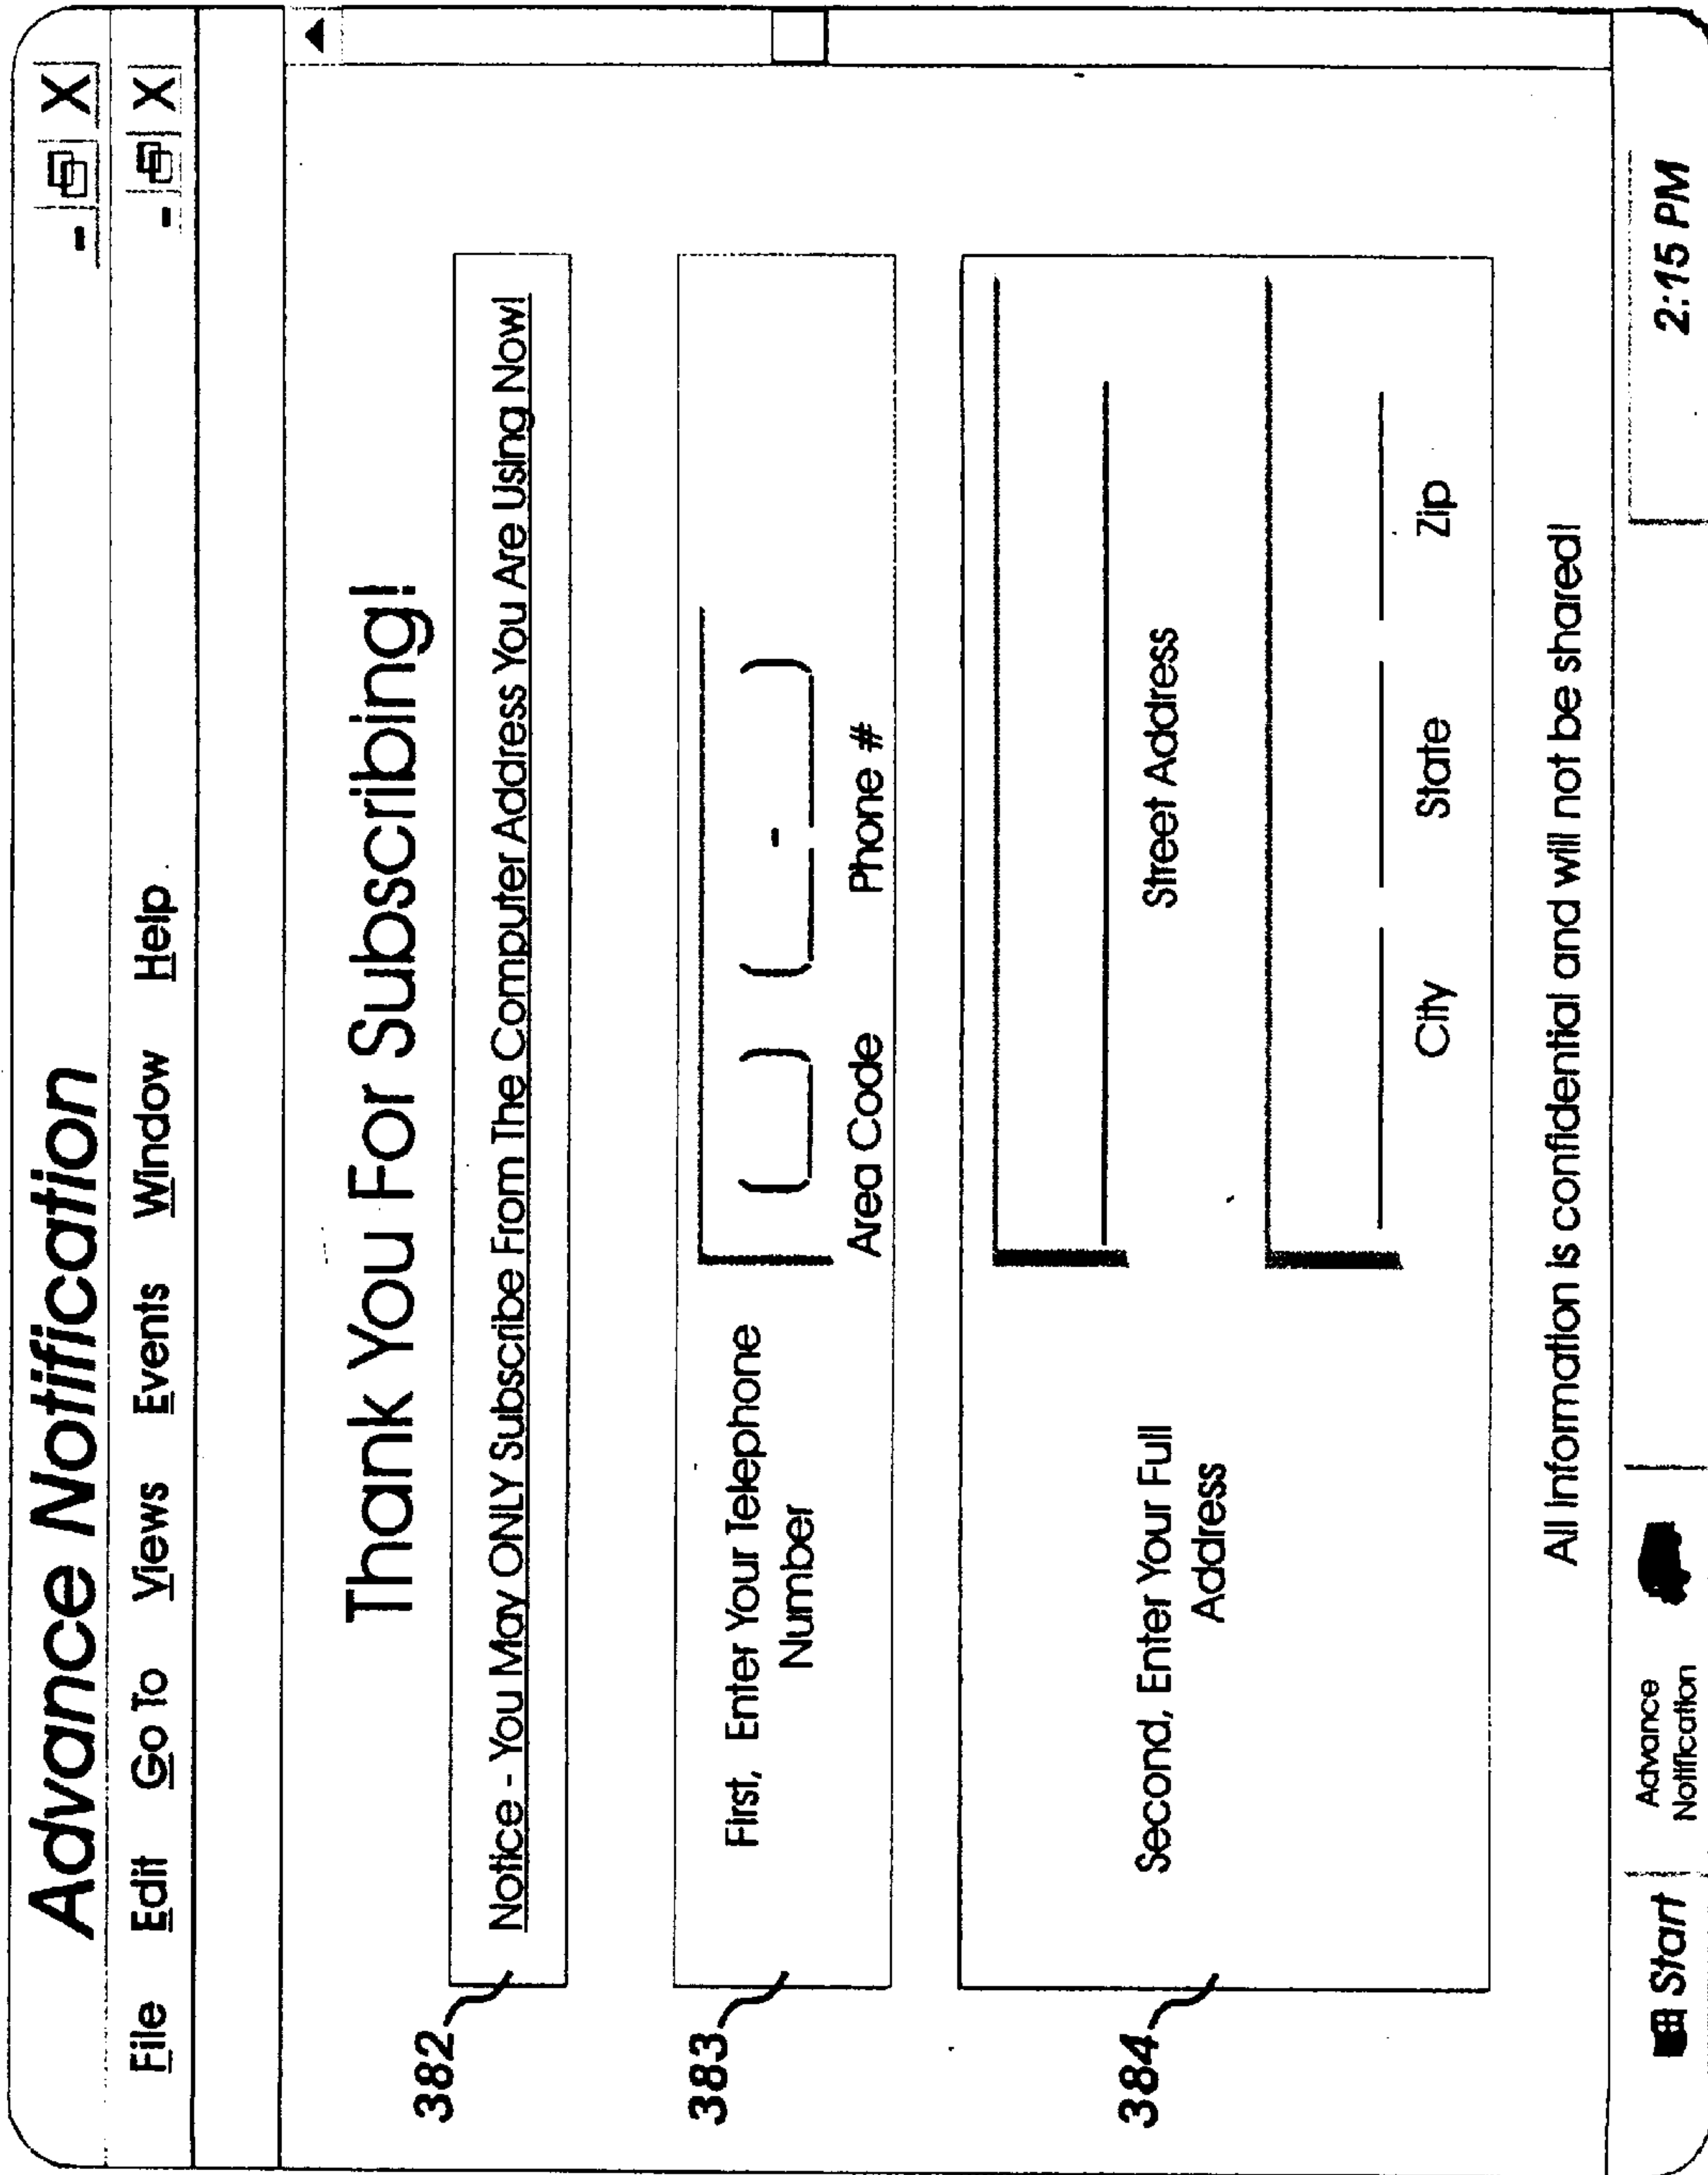 Advance Notification
- X
File Edit Go To Views Events Window Help
- X
Thank You For Subscribing!
382
Notice - You May ONLY Subscribe From The Computer Address You Are Using Now!
383
First, Enter Your Telephone
Number
( ) ( - )
Area Code Phone #
384
Second, Enter Your Full
Address
Street Address
City State Zip
All Information is confidential and will not be shared!
Start
Advance
Notification
2:15 PM